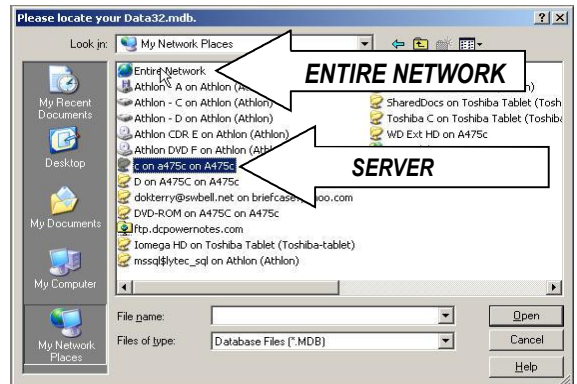 Please locate your Data32.mdb.
Look in:
My Network Places
Entire Network
Athlon - A on Athlon
Athlon - C on Athlon (Athlon)
Athlon - D on Athlon (Athlon)
Athlon CDR E on Athlon (Athlon)
Athlon DVD F on Athlon
c on a475c on A475c
D on A475C on A475c
dokterry@swbell.net on
DVD-ROM on A475C on A475c
ftp.dcpowernotes.com
Iomega HD on Toshiba Tablet (Toshiba-tablet)
mssql$lytec_sql on Athlon (Athlon)
SharedDocs on Toshiba Tablet (Tosh
Toshiba C on Toshiba Tablet (Toshiba
WD Ext HD on A475c
ENTIRE NETWORK
SERVER
My Recent
Documents
Desktop
My Documents
My Computer
My Network
Places
File name:
Open
Files of type:
Database Files (*.MDB)
Cancel
Help